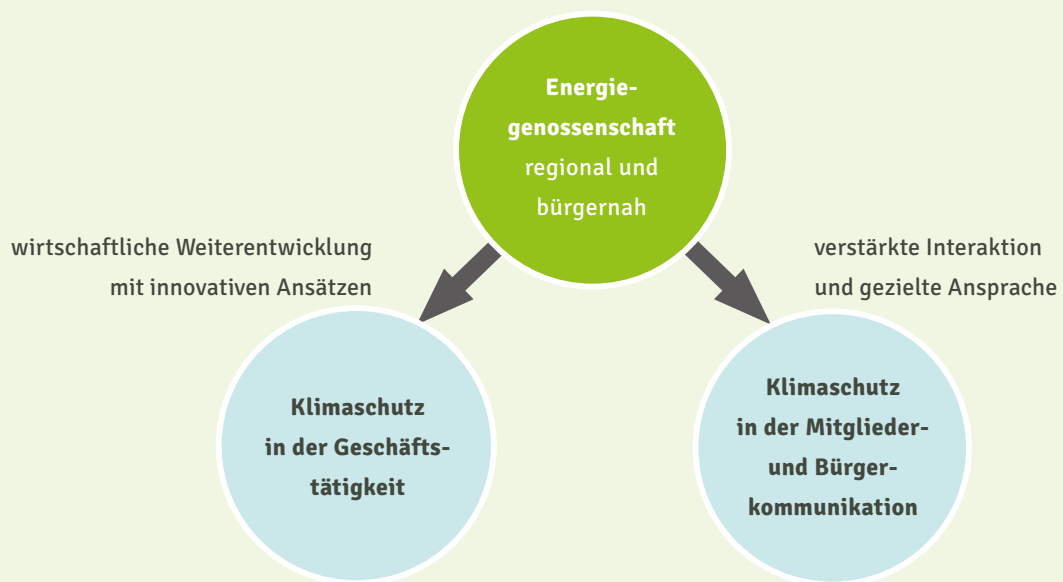 Energie-
genossenschaft
regional und
bürgernah
wirtschaftliche Weiterentwicklung
mit innovativen Ansätzen
verstärkte Interaktion
und gezielte Ansprache
Klimaschutz
in der Geschäfts-
tätigkeit
Klimaschutz
in der Mitglieder-
und Bürger-
kommunikation